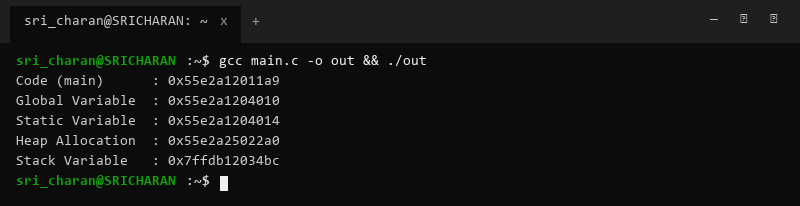 sri_charan@SRICHARAN: ~ x +
sri_charan@SRICHARAN :~$ gcc main.c -o out && ./out
Code (main)      : 0x55e2a12011a9
Global Variable  : 0x55e2a1204010
Static Variable  : 0x55e2a1204014
Heap Allocation  : 0x55e2a25022a0
Stack Variable   : 0x7ffdb12034bc
sri_charan@SRICHARAN :~$